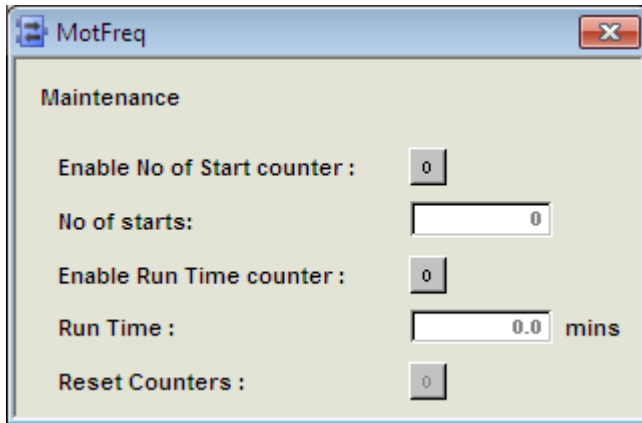 MotFreq
Maintenance
Enable No of Start counter : 0
No of starts: 0
Enable Run Time counter : 0
Run Time : 0.0 mins
Reset Counters : 0